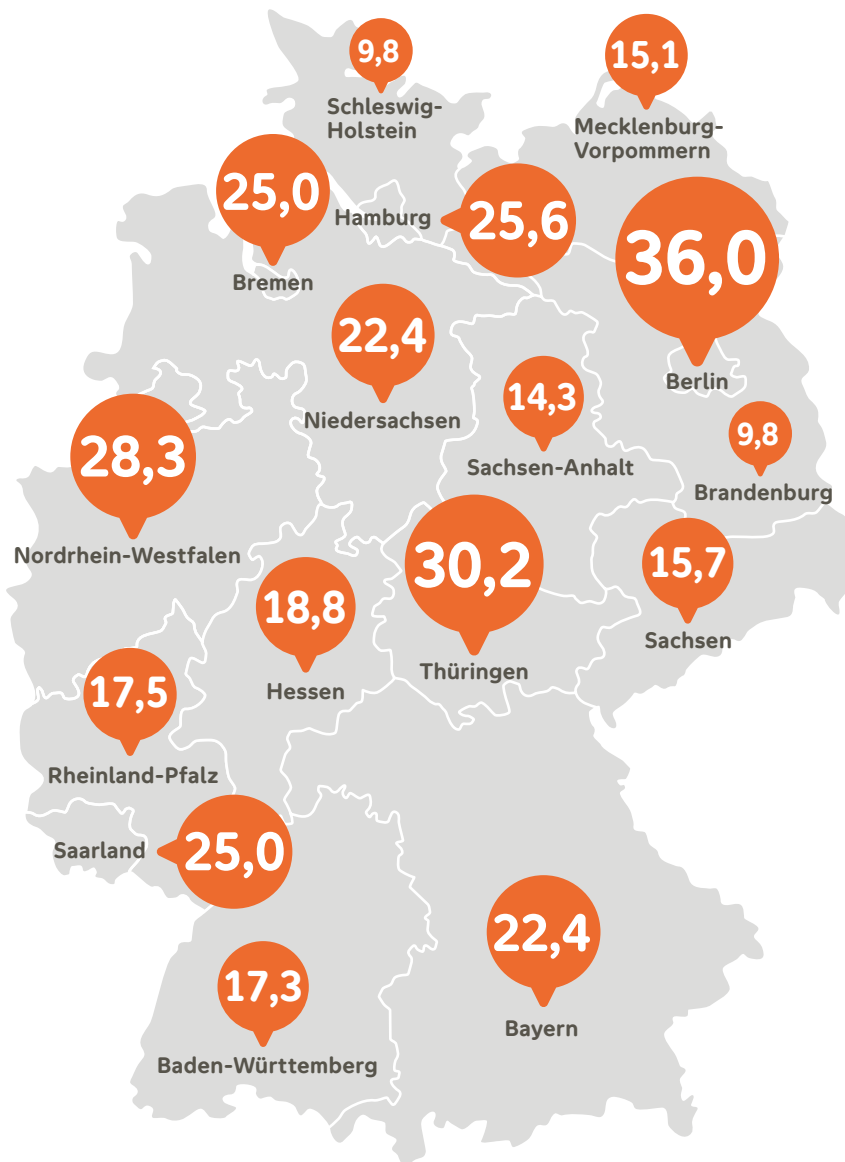 9,8
Schleswig-
Holstein
15,1
Mecklenburg-
Vorpommern
25,0
Bremen
Hamburg
25,6
36,0
Berlin
22,4
Niedersachsen
14,3
Sachsen-Anhalt
9,8
Brandenburg
28,3
Nordrhein-Westfalen
18,8
Hessen
30,2
Thüringen
15,7
Sachsen
17,5
Rheinland-Pfalz
Saarland
25,0
22,4
Bayern
17,3
Baden-Württemberg